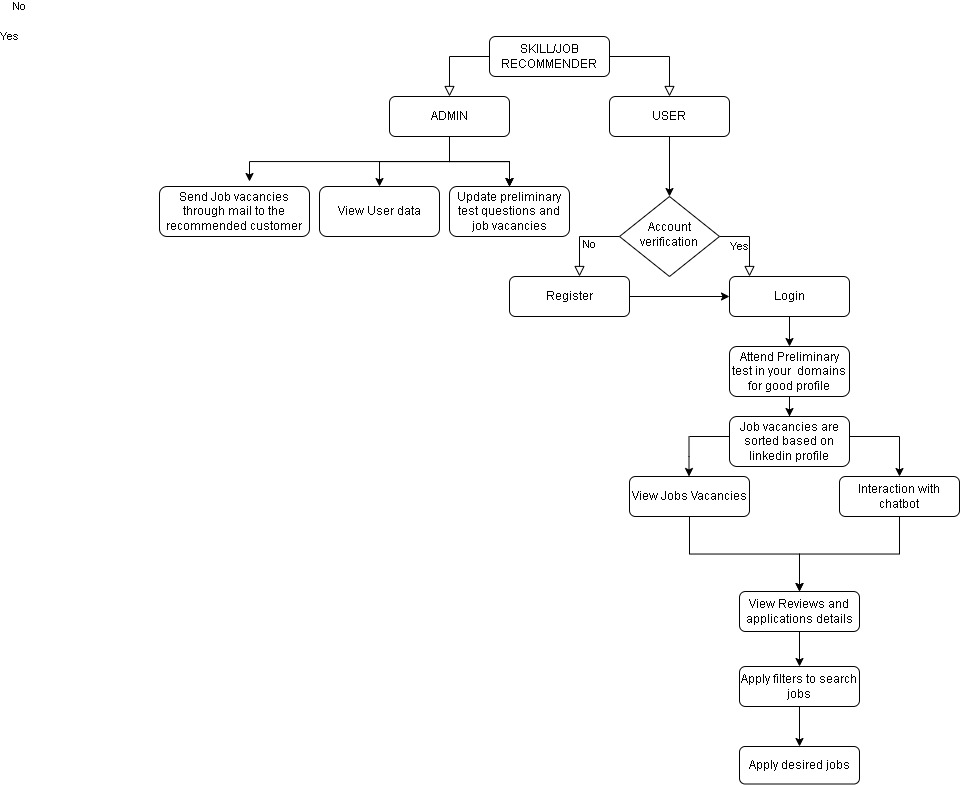 No
Yes
SKILL/JOB
RECOMMENDER
ADMIN
USER
Send Job vacancies
through mail to the
recommended customer
View User data
Update preliminary
test questions and
job vacancies
Account
verification
No
Yes
Register
Login
Attend Preliminary
test in your domains
for good profile
Job vacancies are
sorted based on
linkedin profile
View Jobs Vacancies
Interaction with
chatbot
View Reviews and
applications details
Apply filters to search
jobs
Apply desired jobs